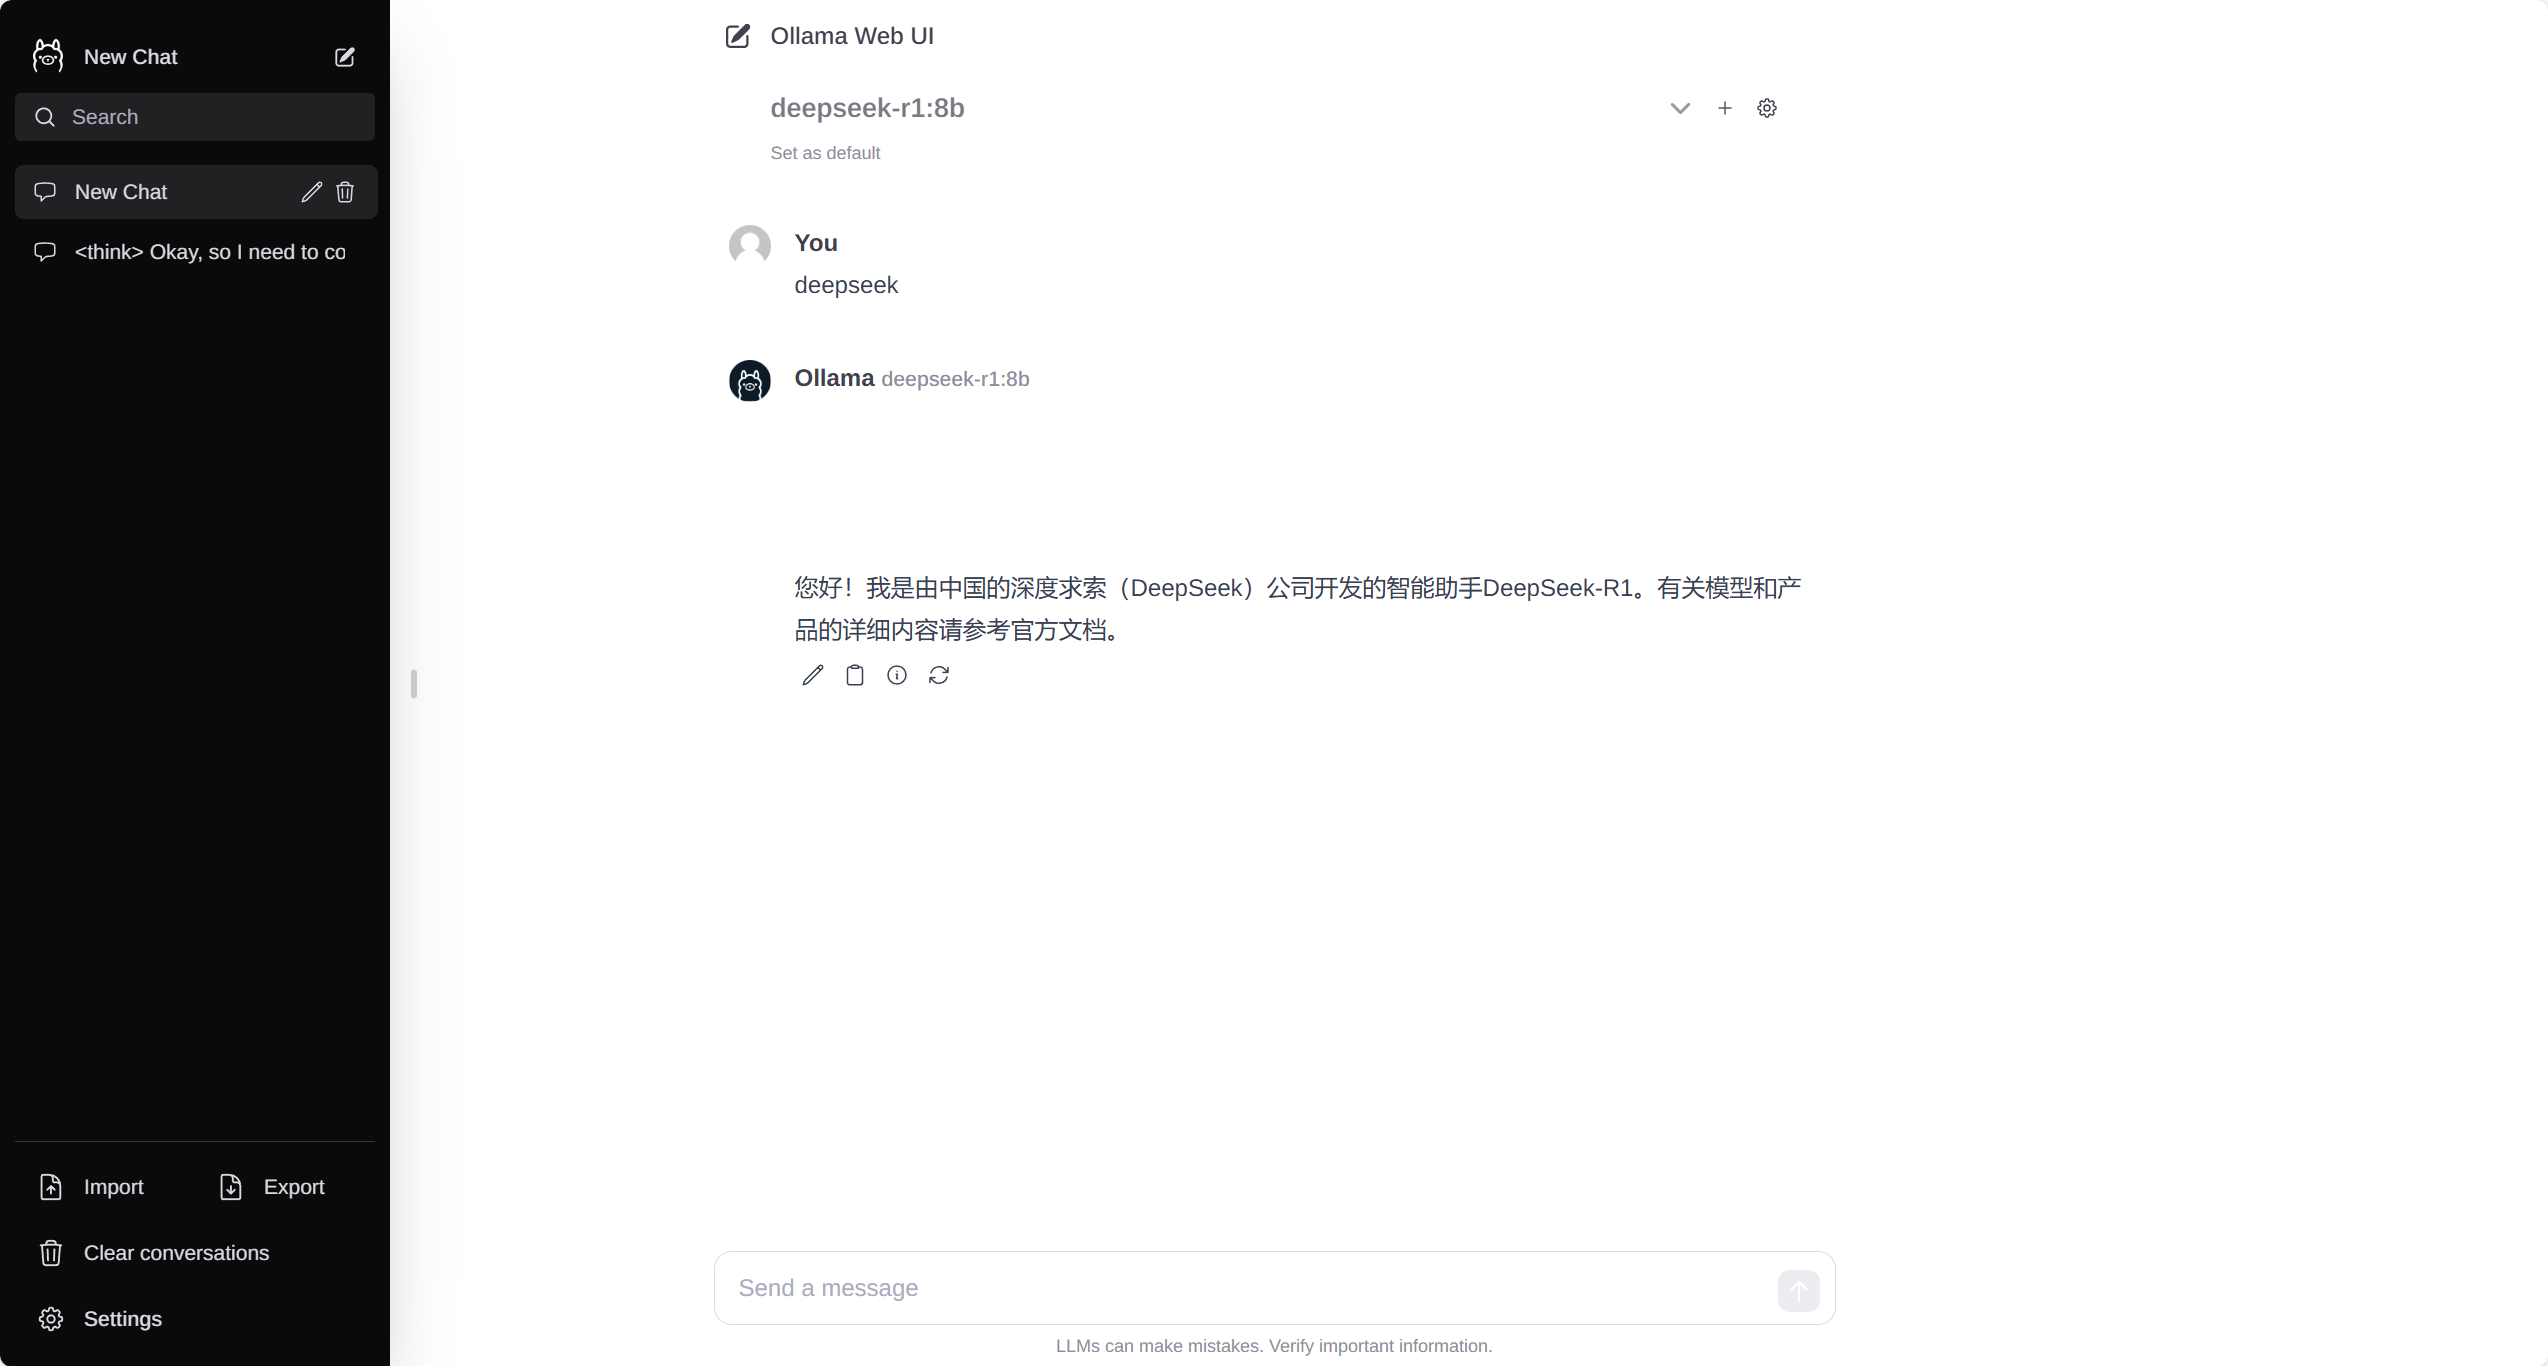 New Chat
Search
New Chat
<think> Okay, so I need to co
Import
Export
Clear conversations
Settings
Ollama Web UI
deepseek-r1:8b
Set as default
You
deepseek
Ollama deepseek-r1:8b
您好！我是由中国的深度求索（DeepSeek）公司开发的智能助手DeepSeek-R1。有关模型和产
品的详细内容请参考官方文档。
Send a message
LLMs can make mistakes. Verify important information.